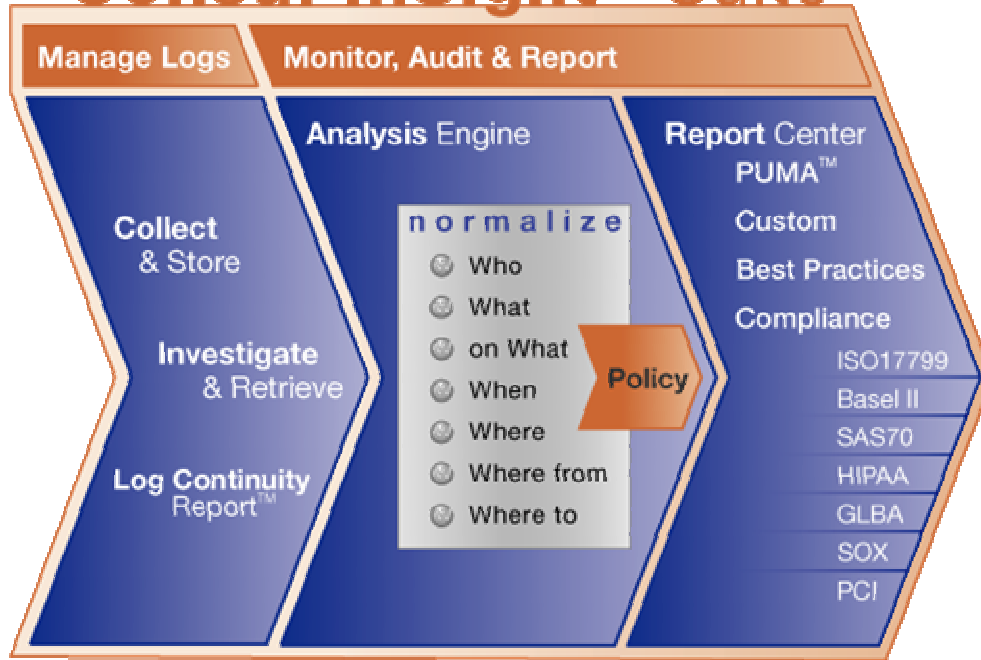 Manage Logs
Monitor, Audit & Report
Collect
& Store
Investigate
& Retrieve
Log Continuity
Report™
Analysis Engine
normalize
Who
What
on What
When
Where
Where from
Where to
Policy
Report Center
PUMA™
Custom
Best Practices
Compliance
ISO17799
Basel II
SAS70
HIPAA
GLBA
SOX
PCI